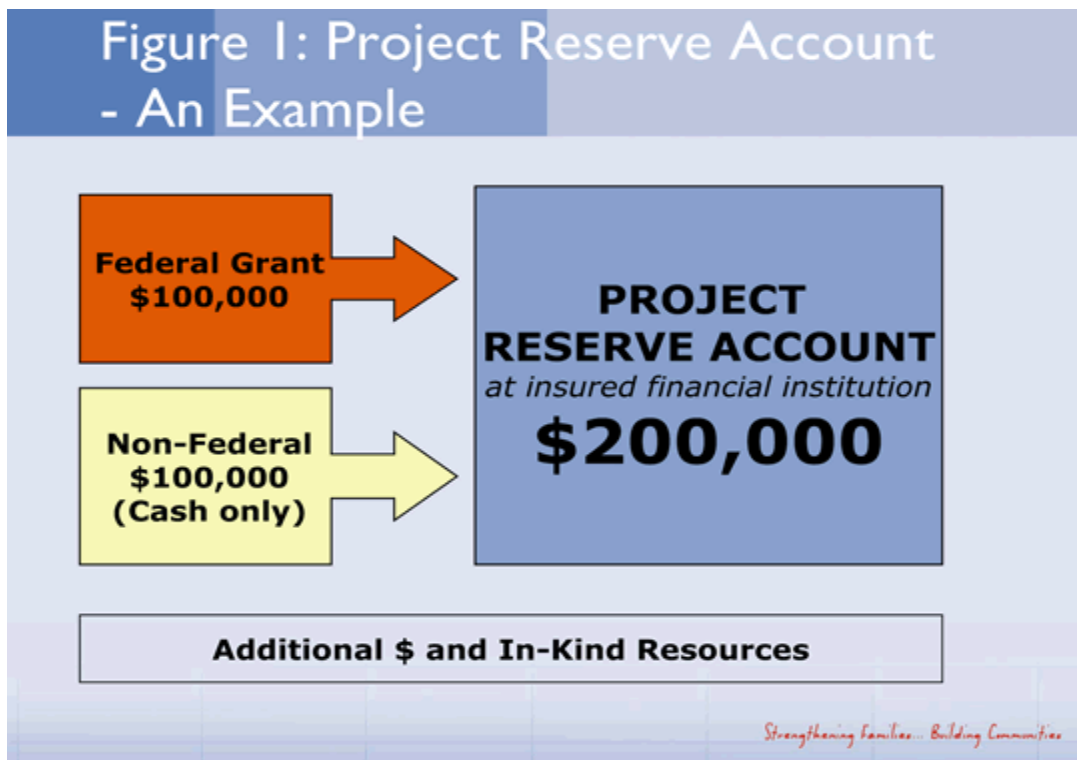 Figure 1: Project Reserve Account
- An Example
Federal Grant
$100,000
Non-Federal
$100,000
(Cash only)
PROJECT
RESERVE ACCOUNT
at insured financial institution
$200,000
Additional $ and In-Kind Resources
Strengthening Families... Building Communities